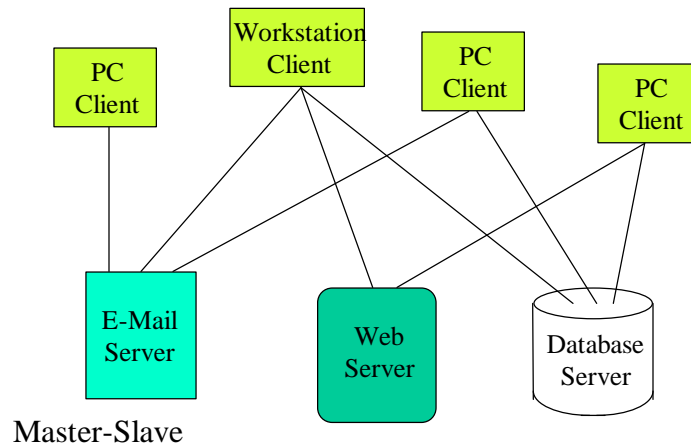 PC
Client
Workstation
Client
PC
Client
PC
Client
E-Mail
Server
Web
Server
Database
Server
Master-Slave